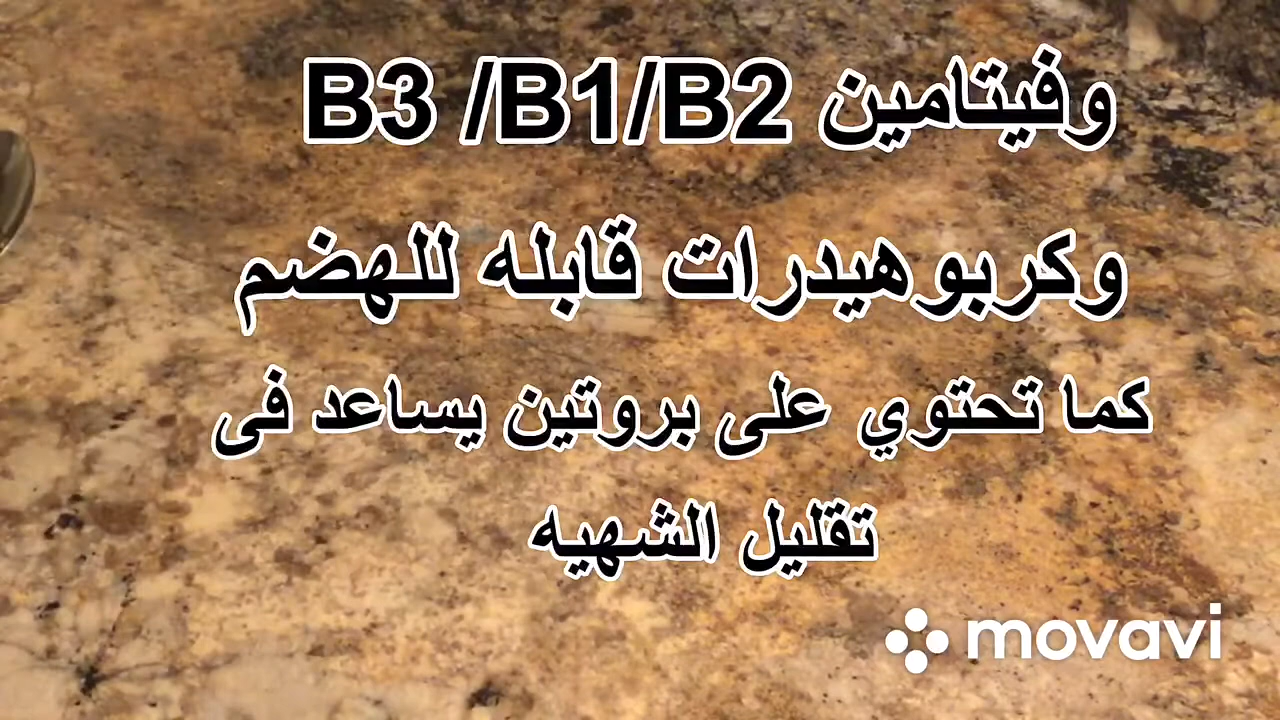 وفيتامين B3 /B1/B2
وكربوهيدرات قابله للهضم
كما تحتوي على بروتين يساعد فى
تقليل الشهيه
movavi